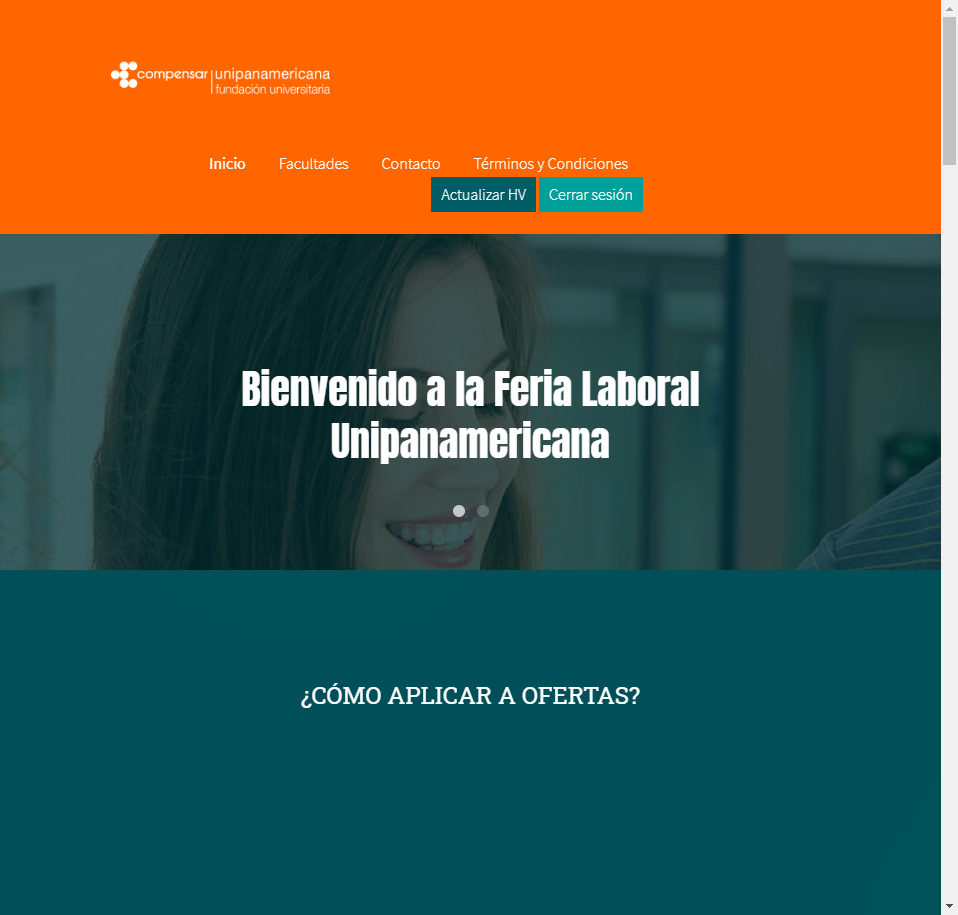 compensar unipanamericana
fundación universitaria
Inicio Facultades Contacto Términos y Condiciones
Actualizar HV Cerrar sesión
Bienvenido a la Feria Laboral
Unipanamericana
¿CÓMO APLICAR A OFERTAS?